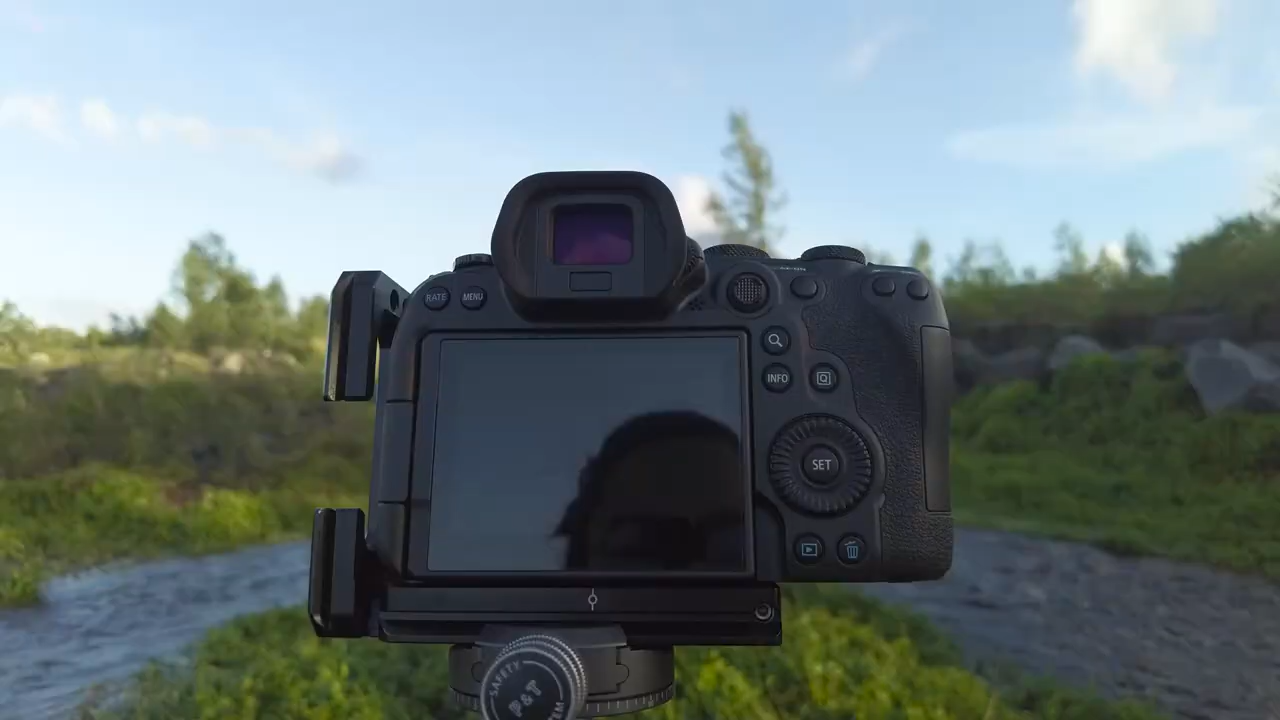 RATE MENU
INFO
Q
SET
SAFETY
P&T